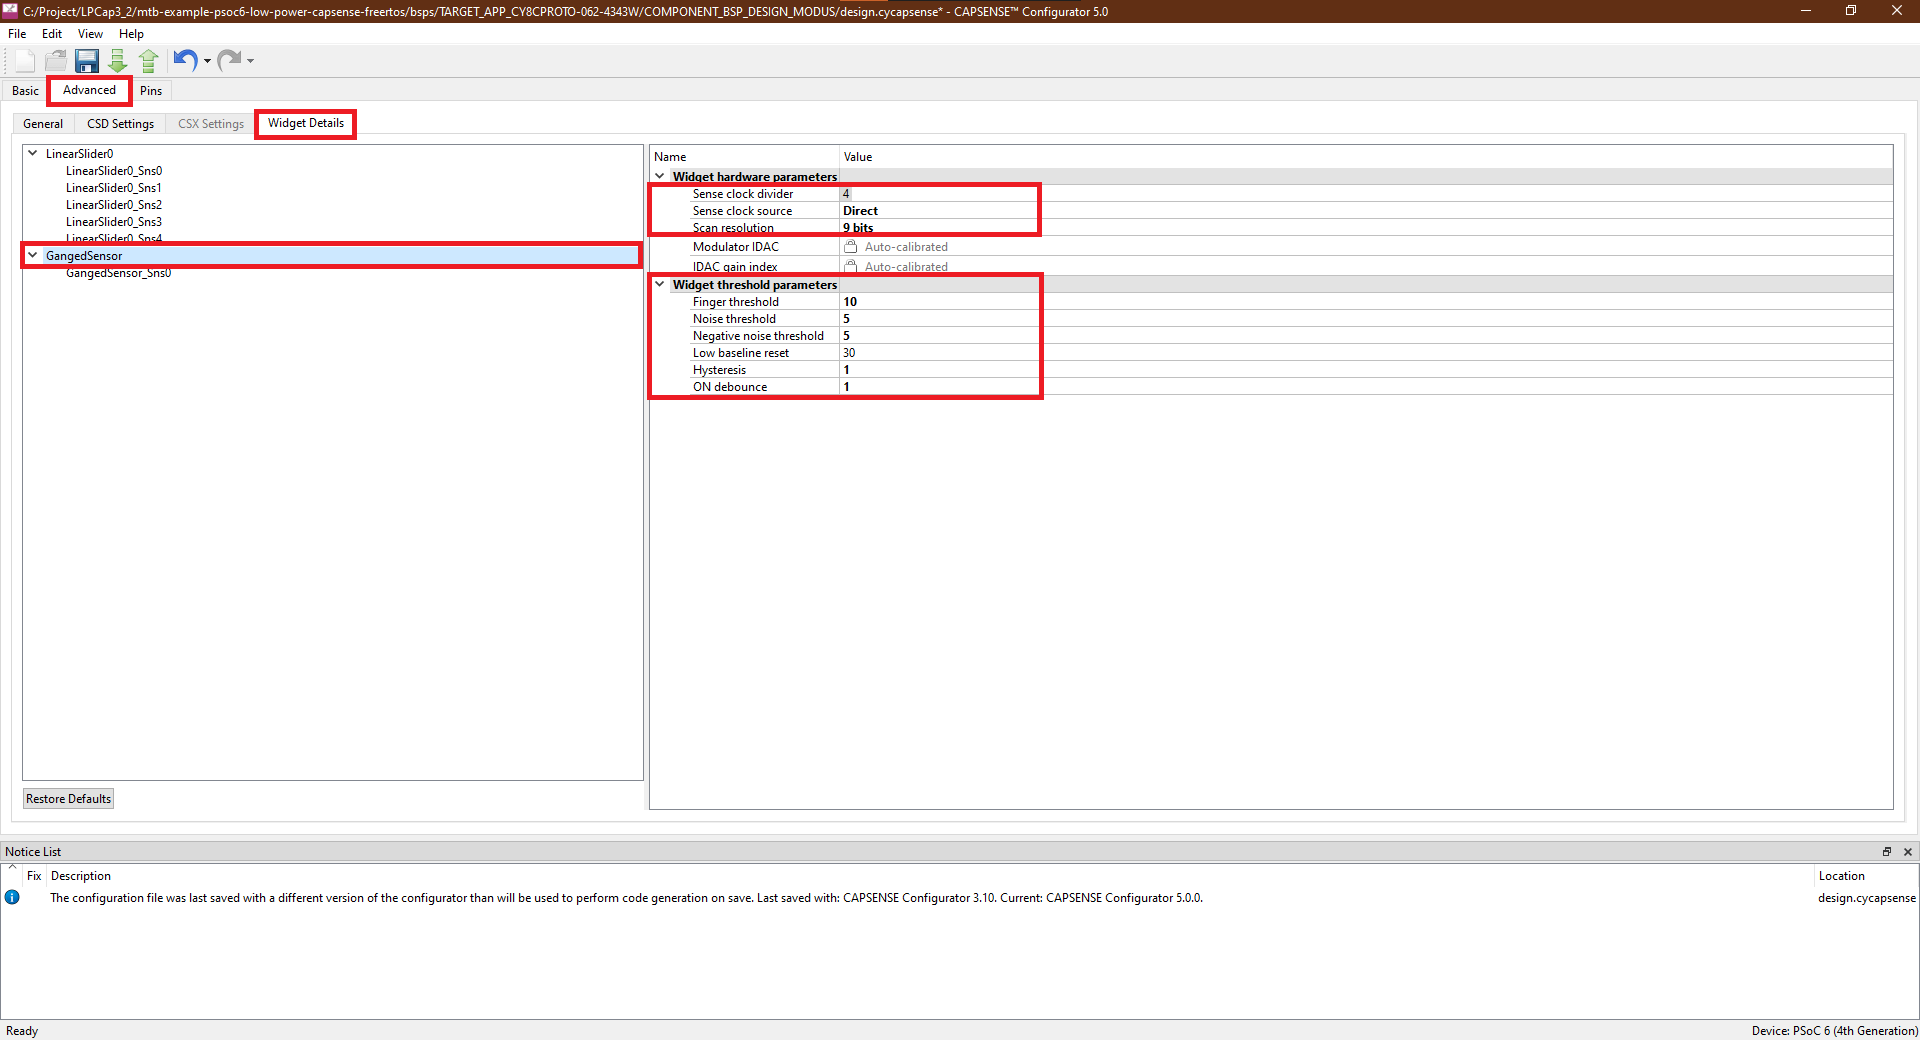 C:/Project/LPCap3_2/mtb-example-psoc6-low-power-capsense-freertos/bsps/TARGET_APP_CY8CPROTO-062-4343W/COMPONENT_BSP_DESIGN_MODUS/design.cycapsense* - CAPSENSE™ Configurator 5.0
File Edit View Help
Basic Advanced Pins
General CSD Settings CSX Settings Widget Details
LinearSlider0
LinearSlider0_Sns0
LinearSlider0_Sns1
LinearSlider0_Sns2
LinearSlider0_Sns3
LinearSlider0_Sns4
GangedSensor
GangedSensor_Sns0
Restore Defaults
Name Value
Widget hardware parameters
Sense clock divider 4
Sense clock source Direct
Scan resolution 9 bits
Modulator IDAC Auto-calibrated
IDAC gain index Auto-calibrated
Widget threshold parameters
Finger threshold 10
Noise threshold 5
Negative noise threshold 5
Low baseline reset 30
Hysteresis 1
ON debounce 1
Notice List
Fix Description Location
The configuration file was last saved with a different version of the configurator than will be used to perform code generation on save. Last saved with: CAPSENSE Configurator 3.10. Current: CAPSENSE Configurator 5.0.0. design.cycapsense
Ready Device: PSoC 6 (4th Generation)